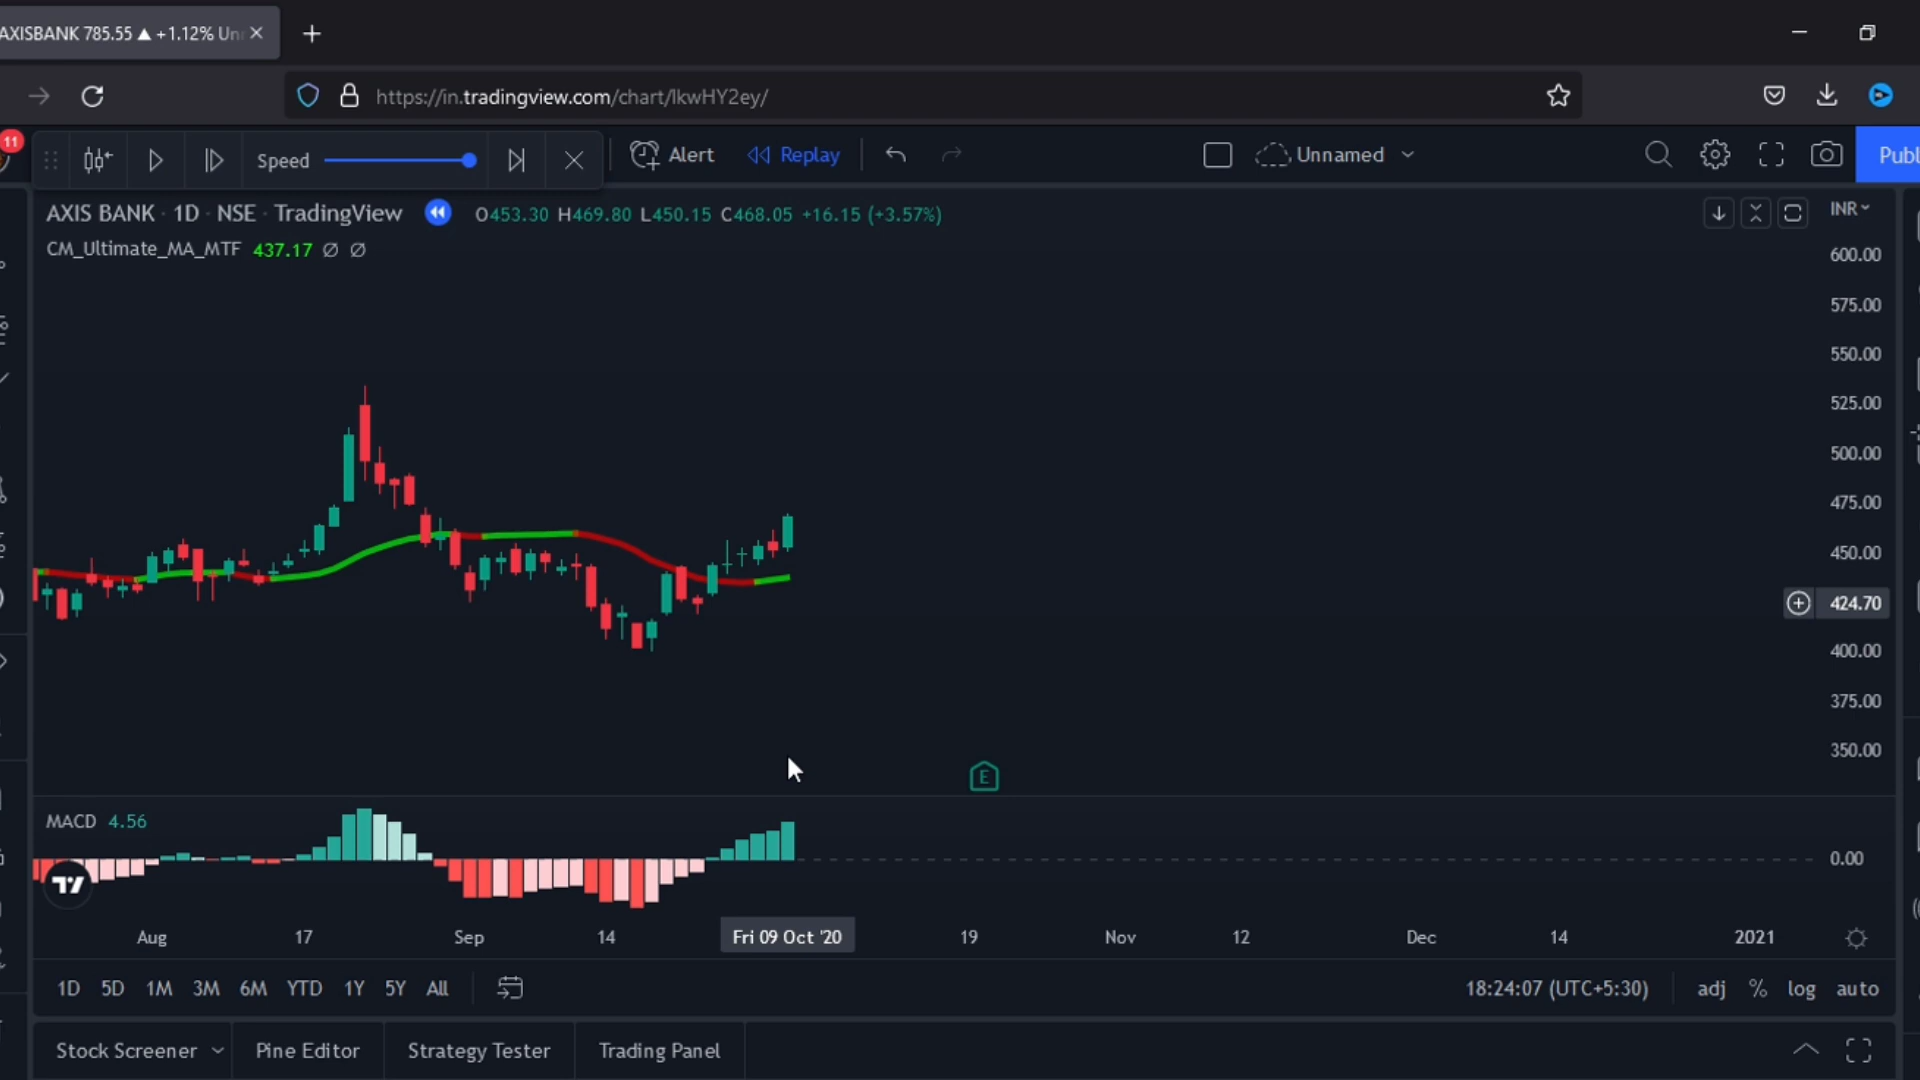 AXISBANK 785.55 ▲ +1.12% Un
https://in.tradingview.com/chart/IkwHY2ey/
11
Speed
Alert
Replay
Unnamed
Publ
AXIS BANK · 1D · NSE · TradingView O453.30 H469.80 L450.15 C468.05 +16.15 (+3.57%)
INR
CM_Ultimate_MA_MTF 437.17 Ø Ø
600.00
575.00
550.00
525.00
500.00
475.00
450.00
424.70
400.00
375.00
350.00
E
MACD 4.56
0.00
Aug 17 Sep 14 Fri 09 Oct '20 19 Nov 12 Dec 14 2021
1D 5D 1M 3M 6M YTD 1Y 5Y All 18:24:07 (UTC+5:30) adj % log auto
Stock Screener Pine Editor Strategy Tester Trading Panel